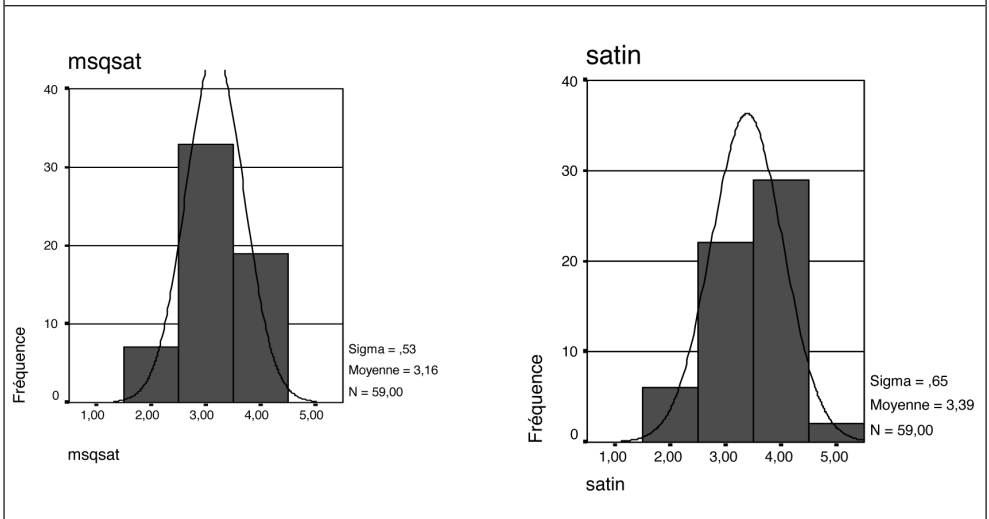 msqsat
40
30
20
10
0
Fréquence
1,00 2,00 3,00 4,00 5,00
msqsat
Sigma = ,53
Moyenne = 3,16
N = 59,00
satin
40
30
20
10
0
Fréquence
1,00 2,00 3,00 4,00 5,00
satin
Sigma = ,65
Moyenne = 3,39
N = 59,00